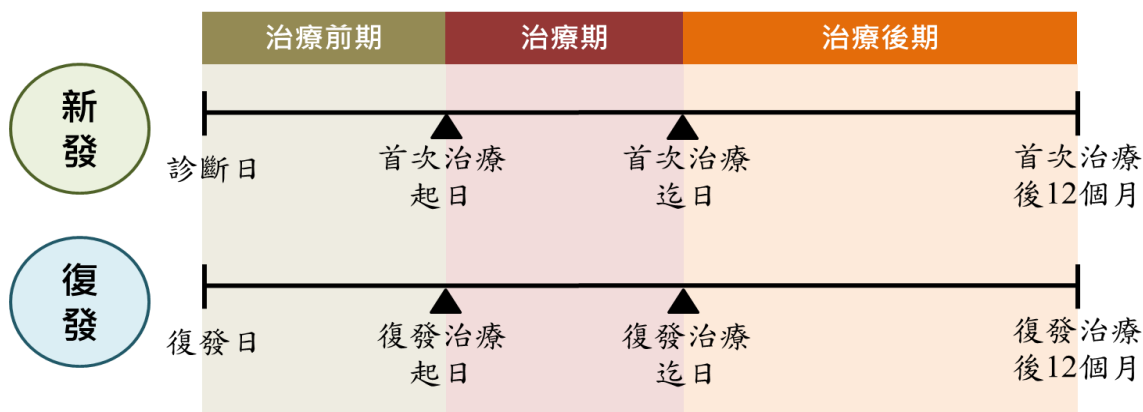 治療前期
治療期
治療後期
新
發
診斷日
首次治療
起日
首次治療
迄日
首次治療
後12個月
復
發
復發日
復發治療
起日
復發治療
迄日
復發治療
後12個月